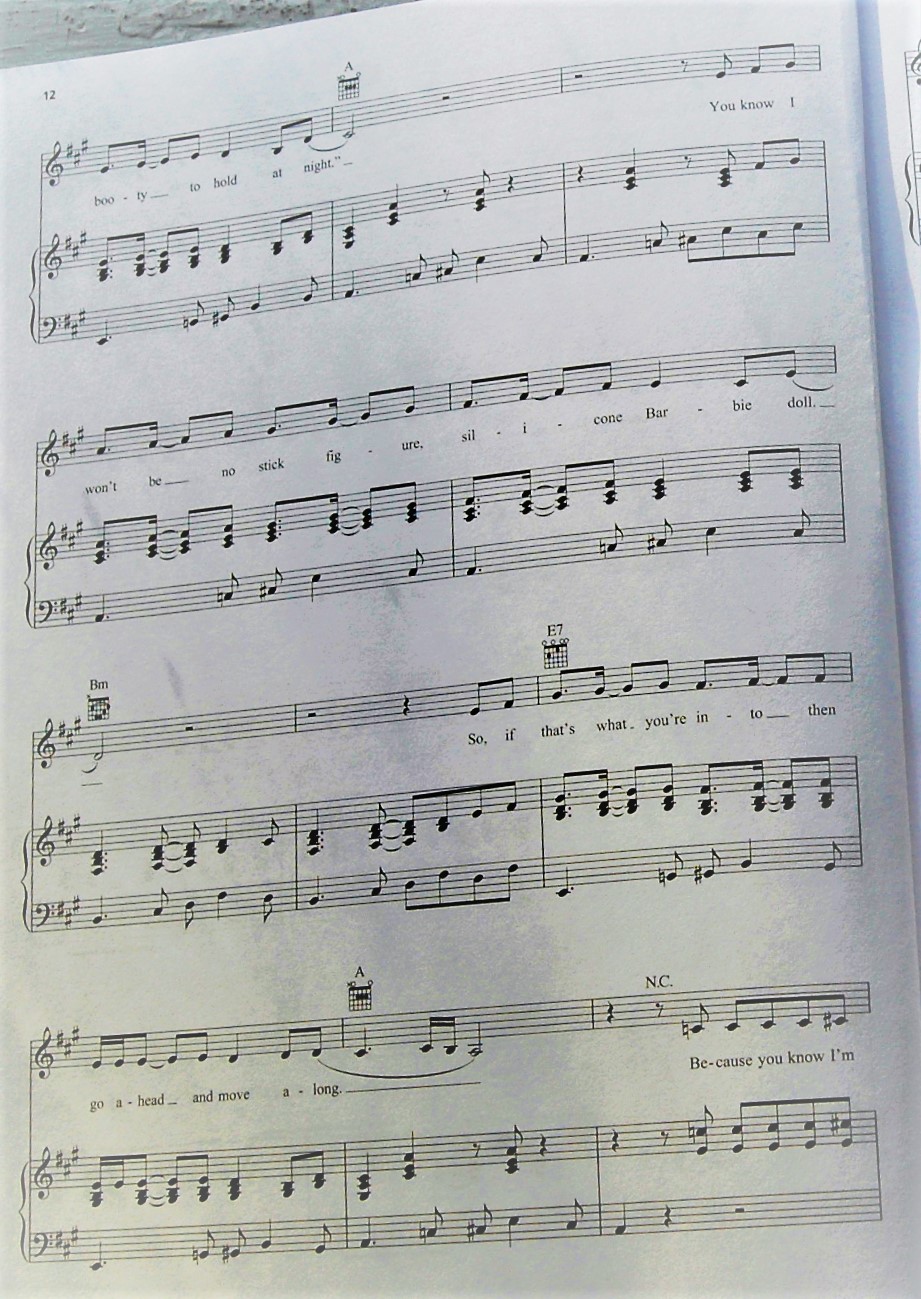 12
A
You know I
boo - ty to hold at night."
won't be no stick fig - ure, sil - i - cone Bar - bie doll.
Bm E7
So, if that's what you're in - to then
A N.C.
go a - head and move a - long. Be-cause you know I'm